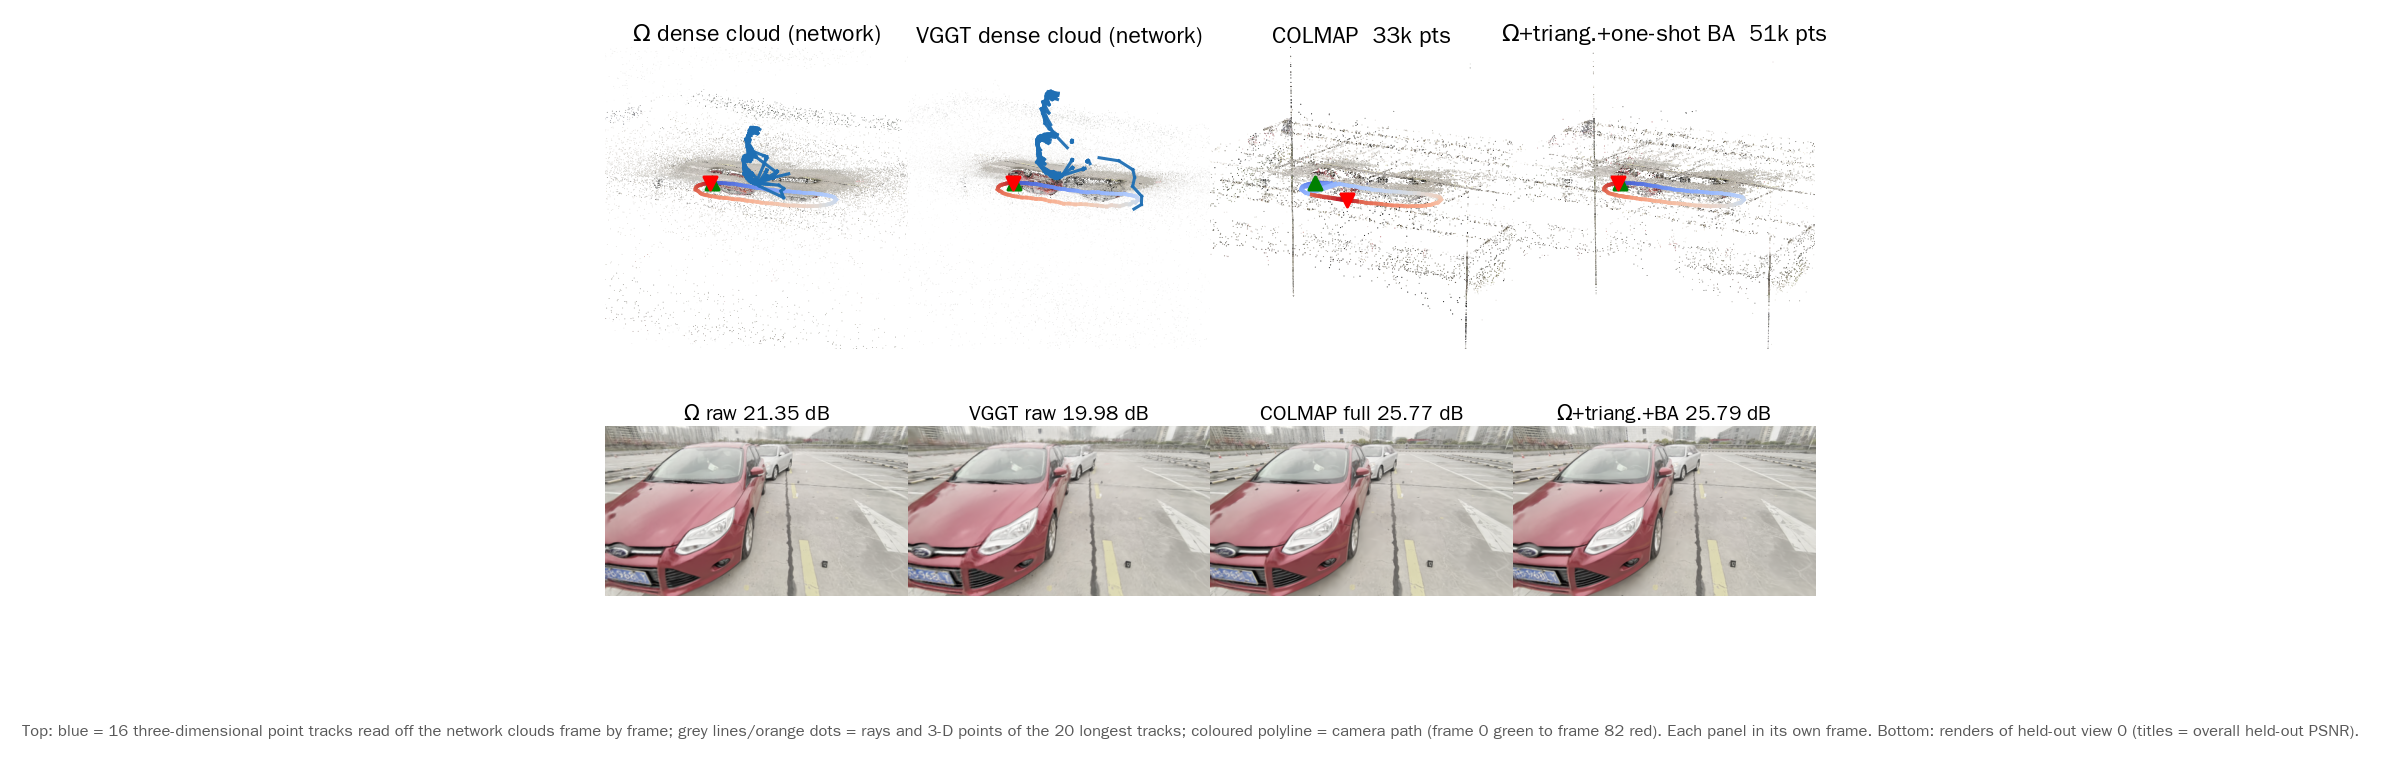 Ω dense cloud (network)
VGGT dense cloud (network)
COLMAP  33k pts
Ω+triang.+one-shot BA  51k pts
Ω raw 21.35 dB
VGGT raw 19.98 dB
COLMAP full 25.77 dB
Ω+triang.+BA 25.79 dB
Top: blue = 16 three-dimensional point tracks read off the network clouds frame by frame; grey lines/orange dots = rays and 3-D points of the 20 longest tracks; coloured polyline = camera path (frame 0 green to frame 82 red). Each panel in its own frame. Bottom: renders of held-out view 0 (titles = overall held-out PSNR).